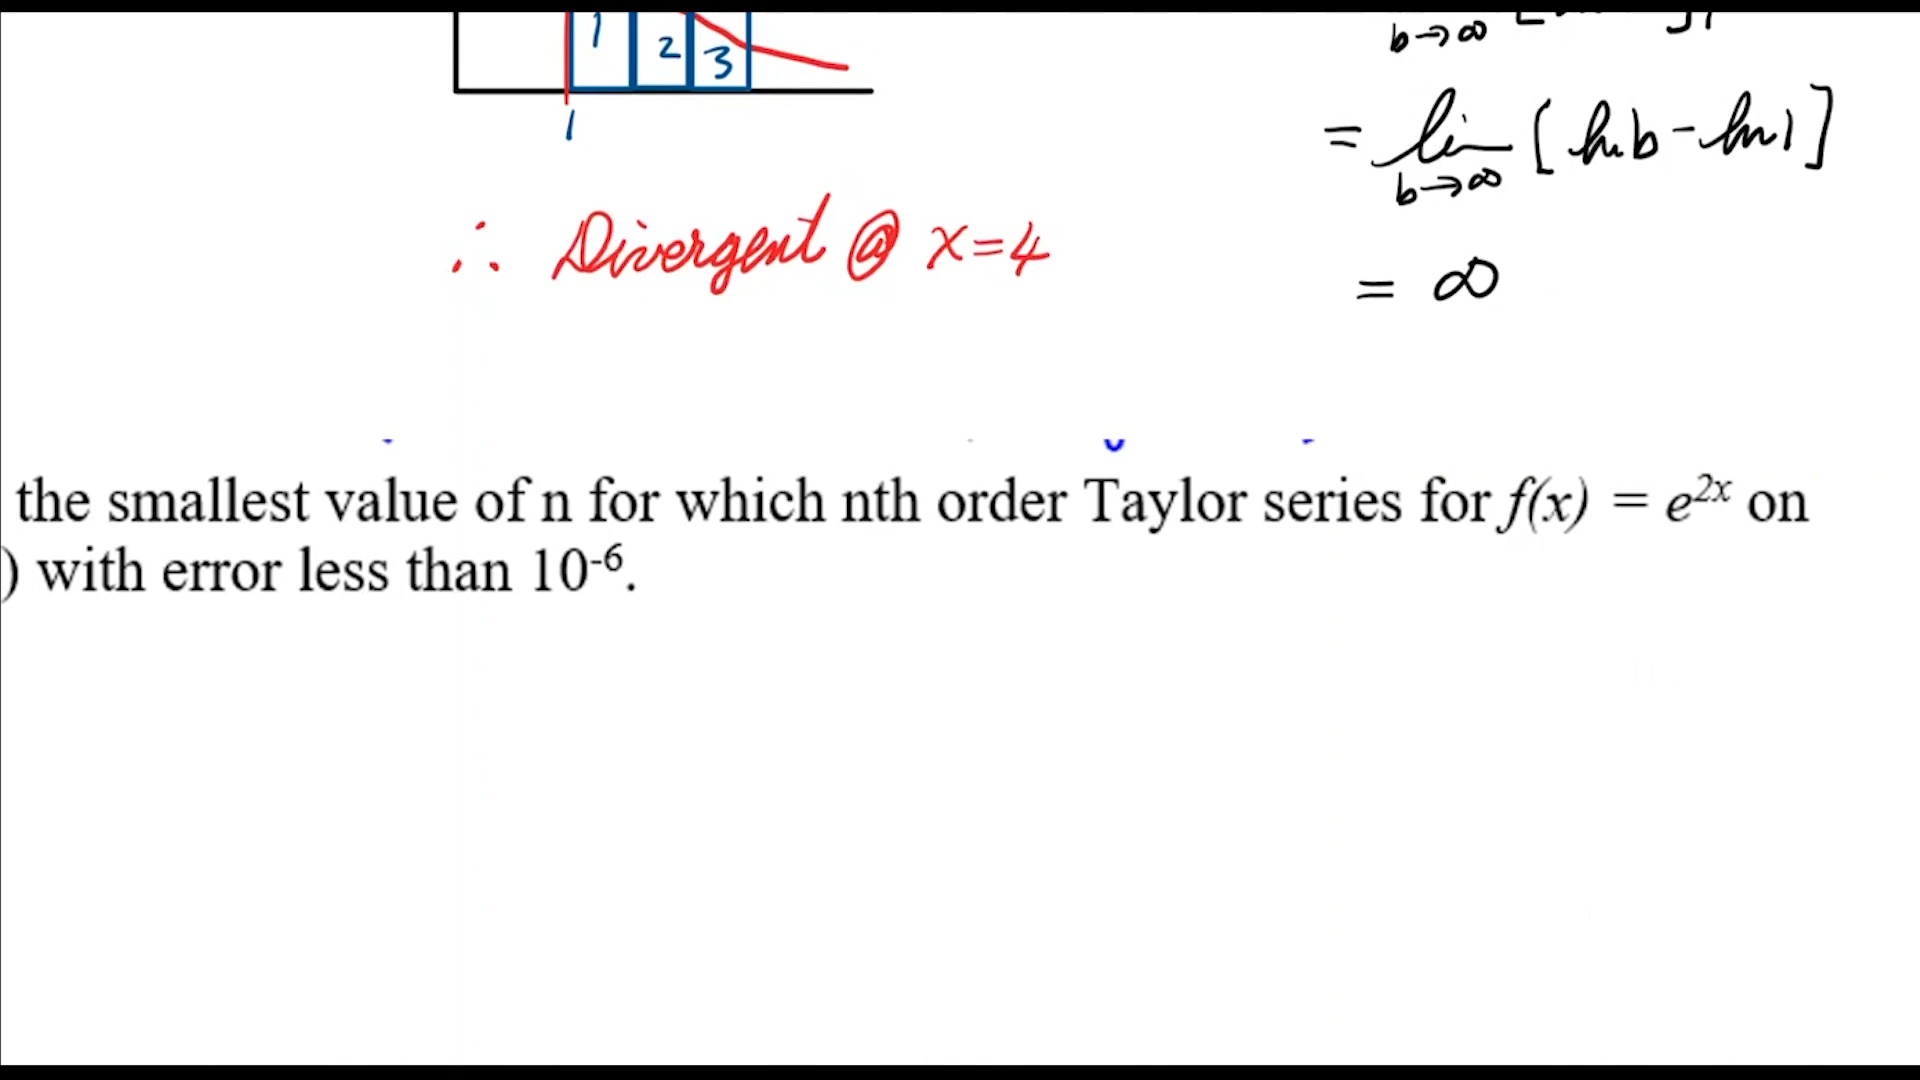 1
2
3
b→∞
1
= lim [ln b - ln 1]
b→∞
∴ Divergent @ x=4
= ∞
the smallest value of n for which nth order Taylor series for f(x) = e²ˣ on
) with error less than 10⁻⁶.